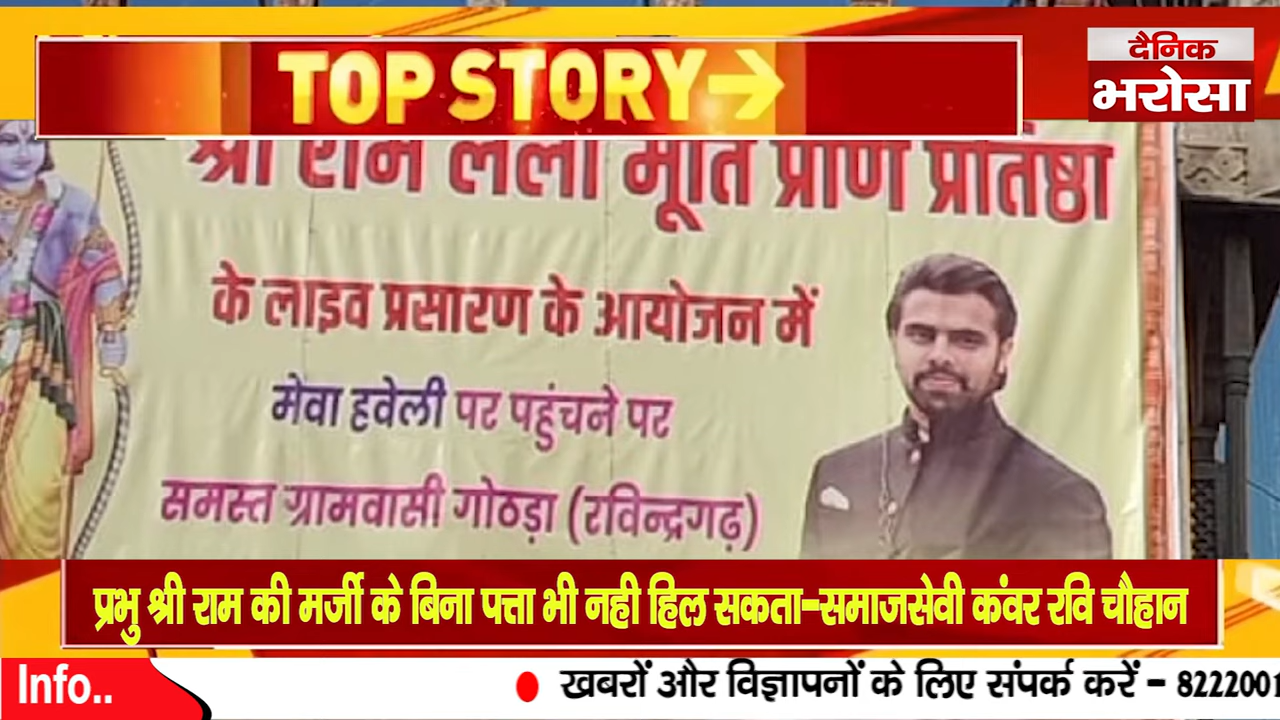 TOP STORY
दैनिक
भरोसा
श्री राम लला मूर्ति प्राण प्रतिष्ठा
के लाइव प्रसारण के आयोजन में
मेवा हवेली पर पहुंचने पर
समस्त ग्रामवासी गोठड़ा (रविन्द्रगढ़)
प्रभु श्री राम की मर्जी के बिना पत्ता भी नही हिल सकता-समाजसेवी कंवर रवि चौहान
Info..
खबरों और विज्ञापनों के लिए संपर्क करें - 8222001